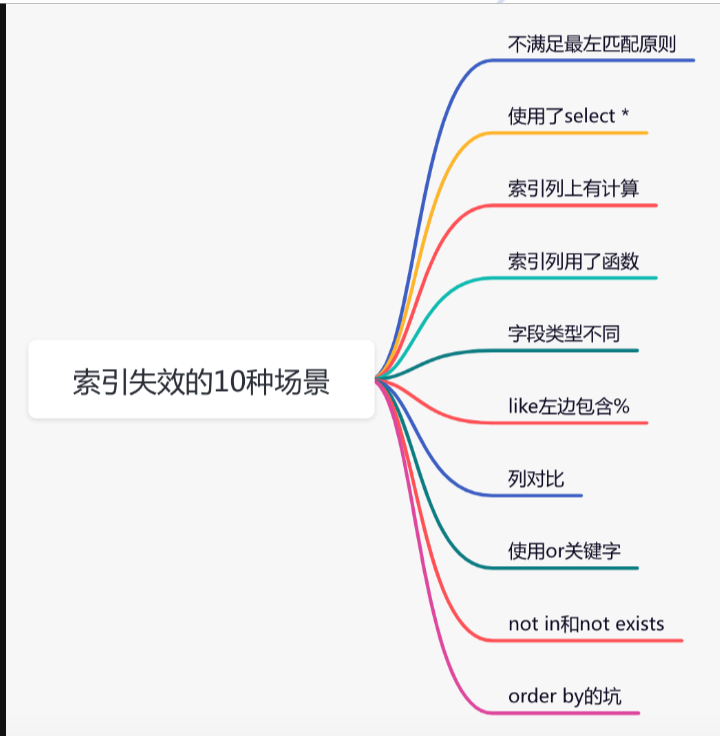 不满足最左匹配原则
使用了select *
索引列上有计算
索引列用了函数
字段类型不同
索引失效的10种场景
like左边包含%
列对比
使用or关键字
not in和not exists
order by的坑